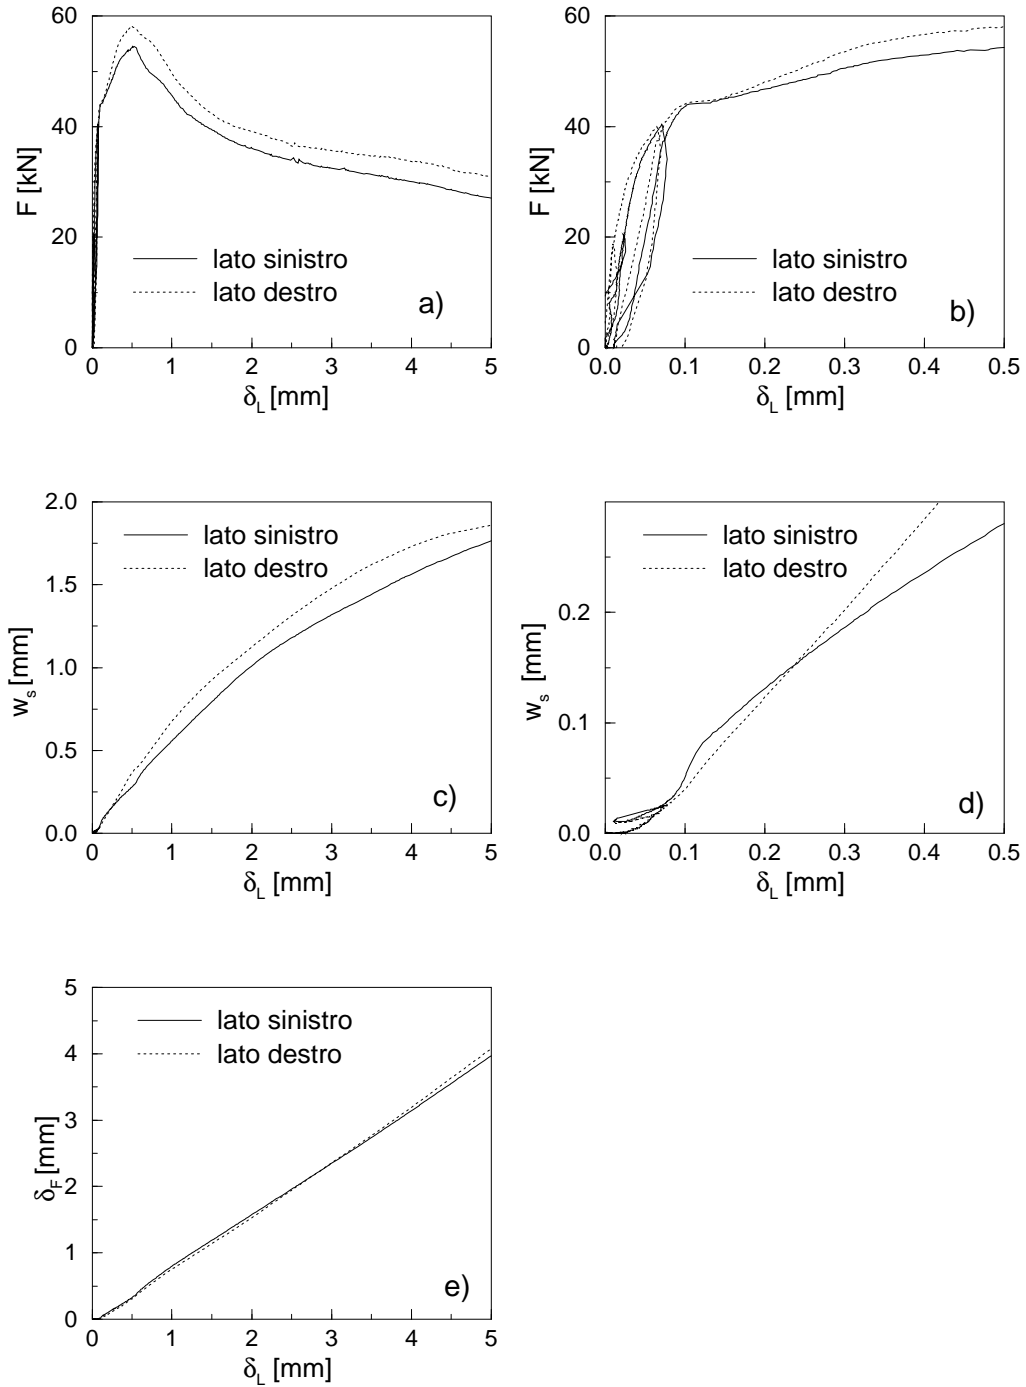 60
40
20
0
F [kN]
lato sinistro
lato destro
a)
0 1 2 3 4 5
δL [mm]
60
40
20
0
F [kN]
lato sinistro
lato destro
b)
0.0 0.1 0.2 0.3 0.4 0.5
δL [mm]
2.0
1.5
1.0
0.5
0.0
ws [mm]
lato sinistro
lato destro
c)
0 1 2 3 4 5
δL [mm]
0.2
0.1
0.0
ws [mm]
lato sinistro
lato destro
d)
0.0 0.1 0.2 0.3 0.4 0.5
δL [mm]
5
4
3
2
1
0
δF [mm]
lato sinistro
lato destro
e)
0 1 2 3 4 5
δL [mm]